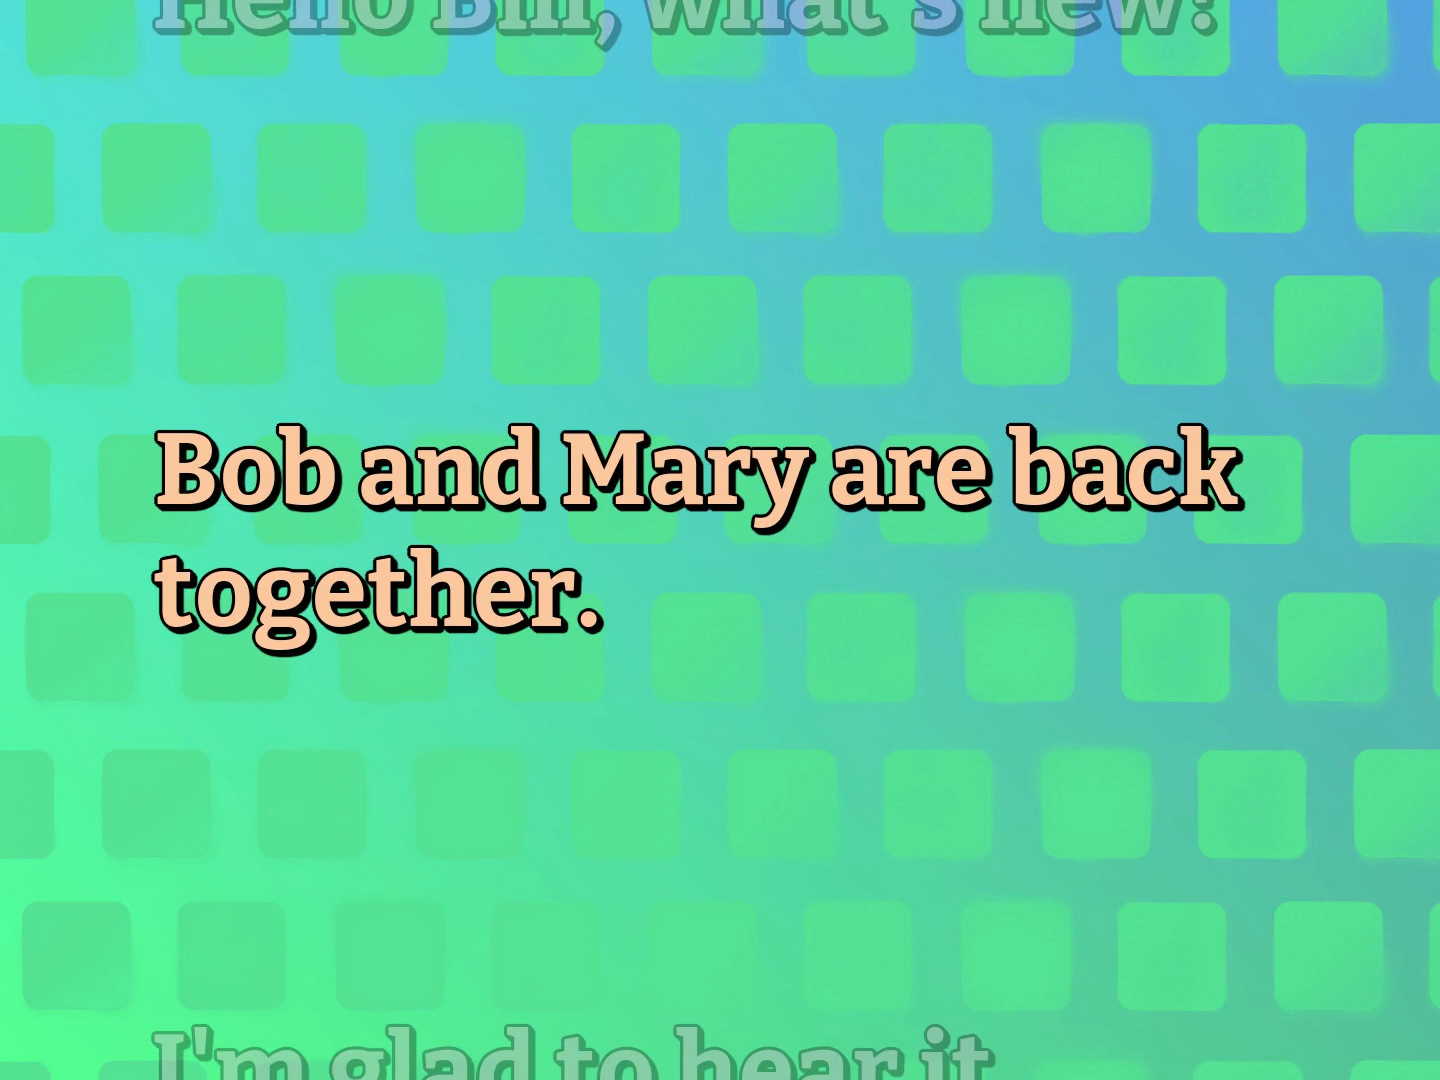 Hello Bill, what's new?
Bob and Mary are back
together.
I'm glad to hear it